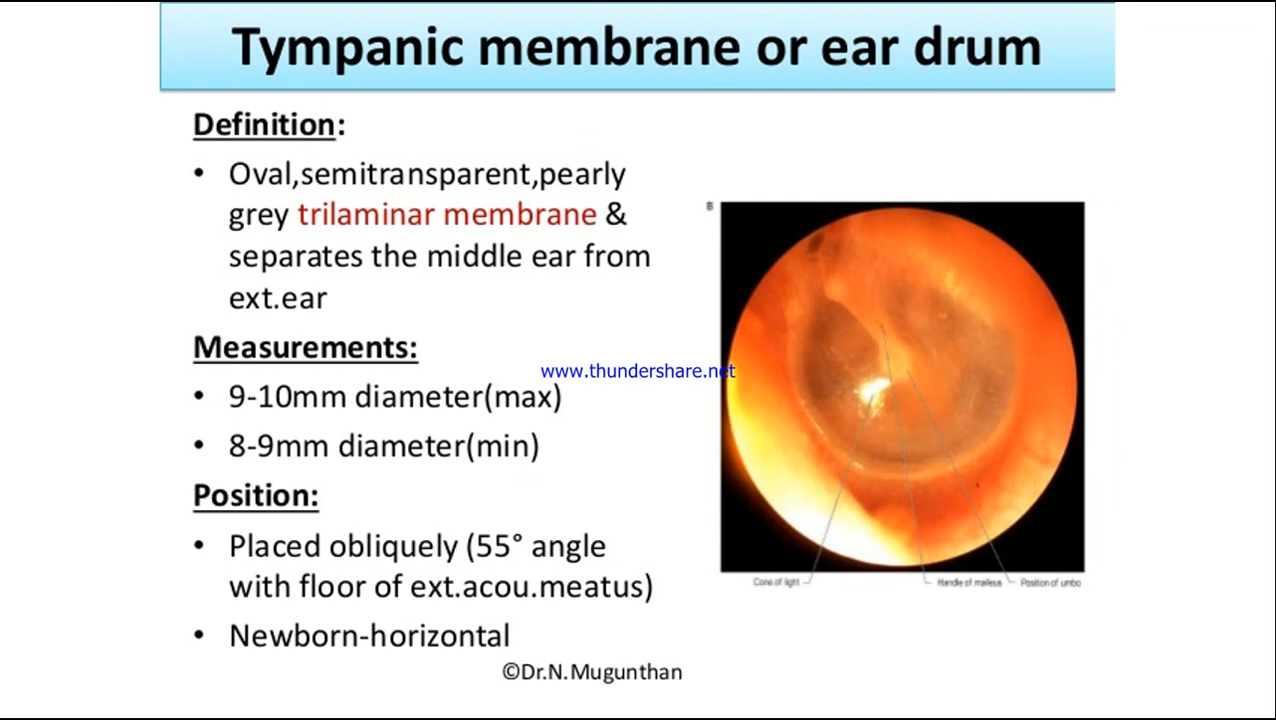 Tympanic membrane or ear drum
Definition:
• Oval,semitransparent,pearly
grey trilaminar membrane &
separates the middle ear from
ext.ear
Measurements:
• 9-10mm diameter(max)
• 8-9mm diameter(min)
Position:
• Placed obliquely (55° angle
with floor of ext.acou.meatus)
• Newborn-horizontal
B
Cone of light
Handle of malleus
Position of umbo
www.thundershare.net
©Dr.N.Mugunthan